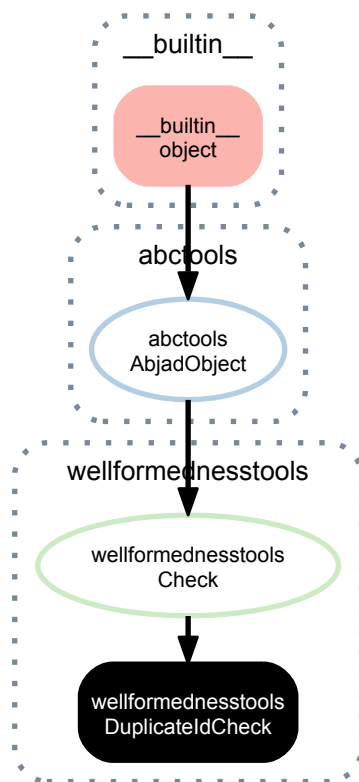 __builtin__
__builtin__
object
abctools
abctools
AbjadObject
wellformednesstools
wellformednesstools
Check
wellformednesstools
DuplicateIdCheck